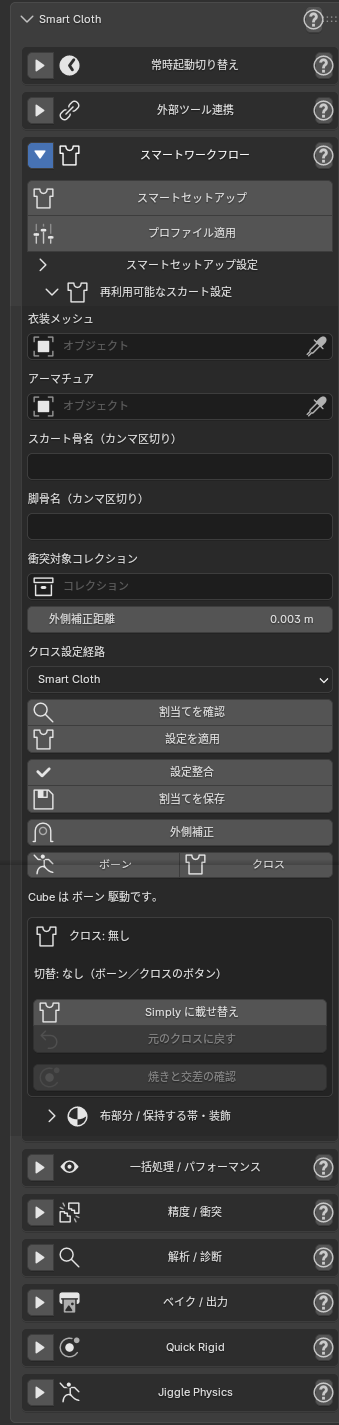 Smart Cloth
常時起動切り替え
外部ツール連携
スマートワークフロー
スマートセットアップ
プロファイル適用
スマートセットアップ設定
再利用可能なスカート設定
衣装メッシュ
オブジェクト
アーマチュア
オブジェクト
スカート骨名（カンマ区切り）
脚骨名（カンマ区切り）
衝突対象コレクション
コレクション
外側補正距離 0.003 m
クロス設定経路
Smart Cloth
割当てを確認
設定を適用
設定整合
割当てを保存
外側補正
ボーン クロス
Cube は ボーン 駆動です。
クロス: 無し
切替: なし（ボーン／クロスのボタン）
Simply に載せ替え
元のクロスに戻す
焼きと交差の確認
布部分 / 保持する帯・装飾
一括処理 / パフォーマンス
精度 / 衝突
解析 / 診断
ベイク / 出力
Quick Rigid
Jiggle Physics